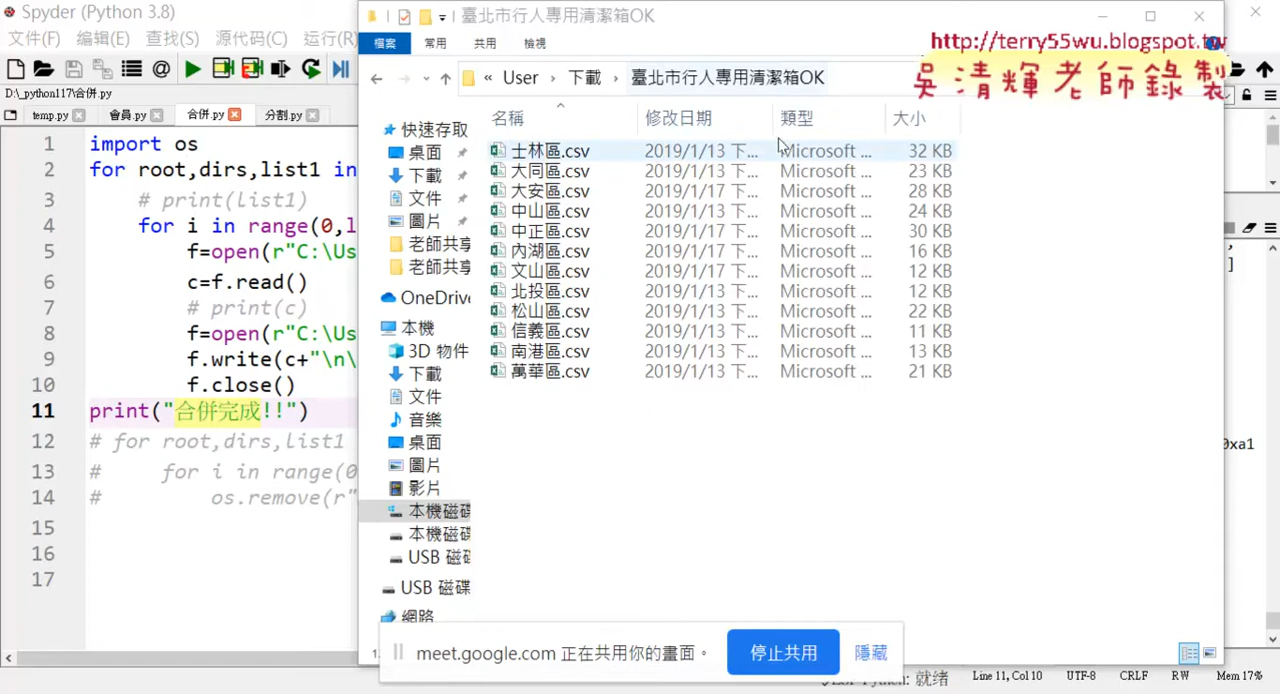 Spyder (Python 3.8)
文件(F) 编辑(E) 查找(S) 源代码(C) 运行(R)
D:\_python117\合併.py
temp.py 會員.py 合併.py 分割.py
1 import os
2 for root,dirs,list1 in
3 # print(list1)
4 for i in range(0,l
5 f=open(r"C:\Us
6 c=f.read()
7 # print(c)
8 f=open(r"C:\Us
9 f.write(c+"\n\
10 f.close()
11 print("合併完成!!")
12 # for root,dirs,list1
13 # for i in range(0
14 # os.remove(r"
15
16
17
臺北市行人專用清潔箱OK
檔案 常用 共用 檢視
« User › 下載 › 臺北市行人專用清潔箱OK
http://terry55wu.blogspot.tw
吳清輝老師錄製
快速存取
桌面
下載
文件
圖片
老師共享
老師共享
OneDrive
本機
3D 物件
下載
文件
音樂
桌面
圖片
影片
本機磁碟
本機磁碟
USB 磁碟
USB 磁碟
網路
名稱 修改日期 類型 大小
士林區.csv 2019/1/13 下... Microsoft ... 32 KB
大同區.csv 2019/1/13 下... Microsoft ... 23 KB
大安區.csv 2019/1/17 下... Microsoft ... 28 KB
中山區.csv 2019/1/13 下... Microsoft ... 24 KB
中正區.csv 2019/1/17 下... Microsoft ... 30 KB
內湖區.csv 2019/1/17 下... Microsoft ... 16 KB
文山區.csv 2019/1/17 下... Microsoft ... 12 KB
北投區.csv 2019/1/13 下... Microsoft ... 12 KB
松山區.csv 2019/1/13 下... Microsoft ... 22 KB
信義區.csv 2019/1/13 下... Microsoft ... 11 KB
南港區.csv 2019/1/13 下... Microsoft ... 13 KB
萬華區.csv 2019/1/13 下... Microsoft ... 21 KB
]
0xa1
meet.google.com 正在共用你的畫面。 停止共用 隱藏
Python: 就绪 Line 11, Col 10 UTF-8 CRLF RW Mem 17%